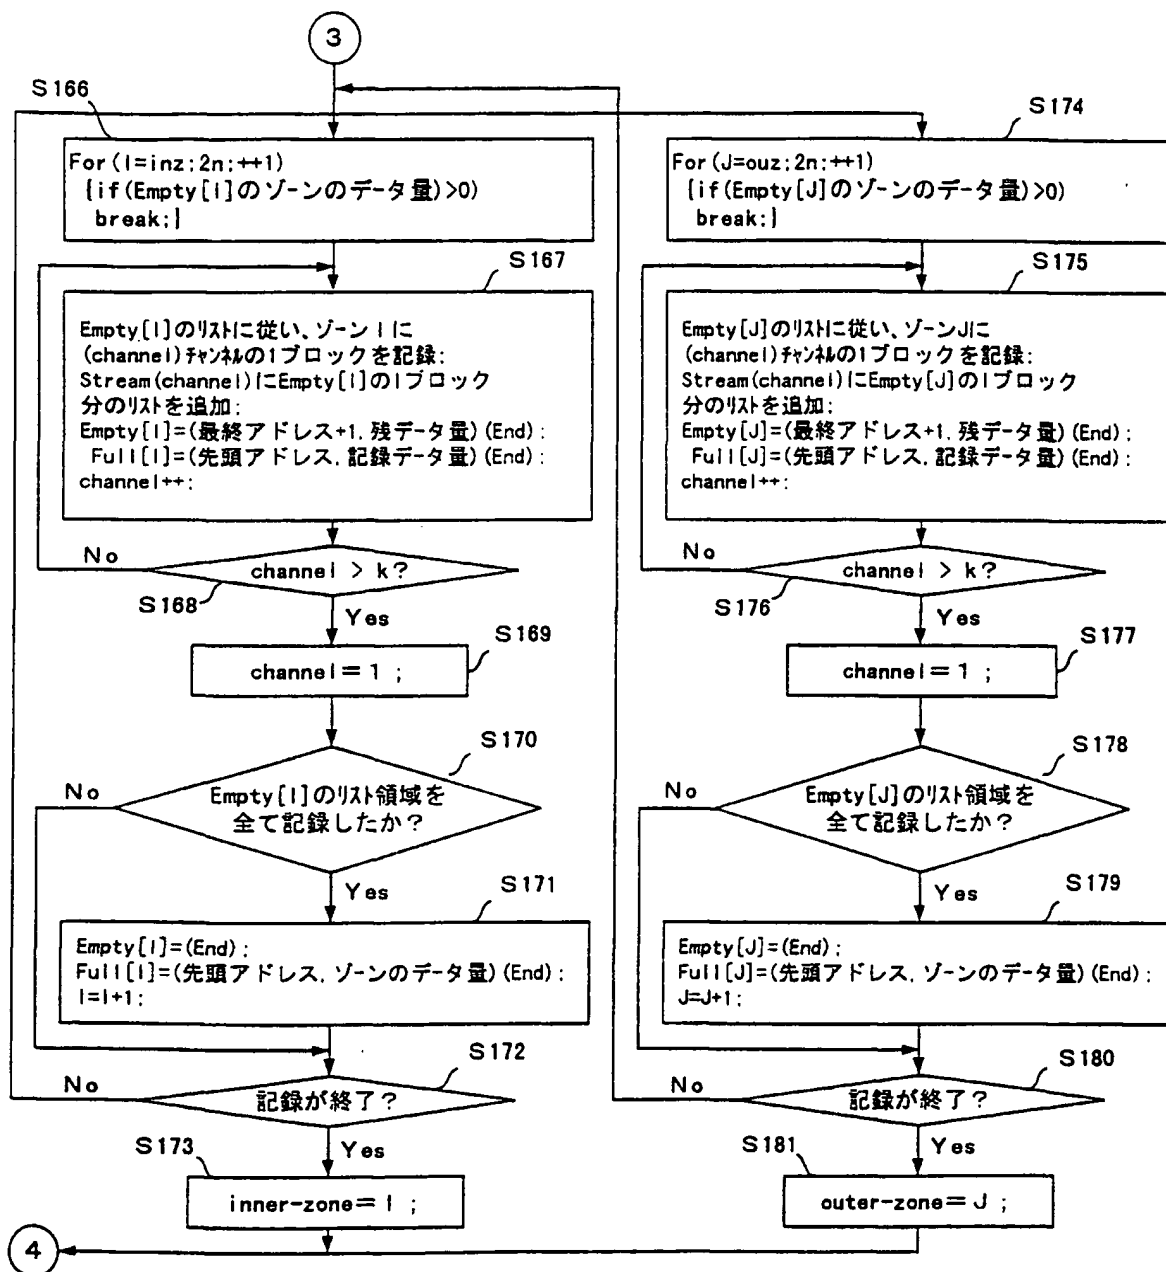 3
S166
For(I=inz;2n;++1)
{if(Empty[I]のゾーンのデータ量)>0)
break;}
S167
Empty[I]のリストに従い、ゾーンIに
(channel)チャンネルの1ブロックを記録:
Stream(channel)にEmpty[I]の1ブロック
分のリストを追加:
Empty[I]=(最終アドレス+1,残データ量)(End):
Full[I]=(先頭アドレス,記録データ量)(End):
channel++:
No
channel > k?
S168
Yes
S169
channel=1 ;
S170
No
Empty[I]のリスト領域を
全て記録したか?
Yes
S171
Empty[I]=(End):
Full[I]=(先頭アドレス,ゾーンのデータ量)(End):
I=I+1:
S172
No
記録が終了?
S173
Yes
inner-zone=I ;
4
S174
For(J=ouz;2n;++1)
{if(Empty[J]のゾーンのデータ量)>0)
break;}
S175
Empty[J]のリストに従い、ゾーンJに
(channel)チャンネルの1ブロックを記録:
Stream(channel)にEmpty[J]の1ブロック
分のリストを追加:
Empty[J]=(最終アドレス+1,残データ量)(End):
Full[J]=(先頭アドレス,記録データ量)(End):
channel++:
No
channel > k?
S176
Yes
S177
channel=1 ;
S178
No
Empty[J]のリスト領域を
全て記録したか?
Yes
S179
Empty[J]=(End):
Full[J]=(先頭アドレス,ゾーンのデータ量)(End):
J=J+1:
S180
No
記録が終了?
S181
Yes
outer-zone=J ;